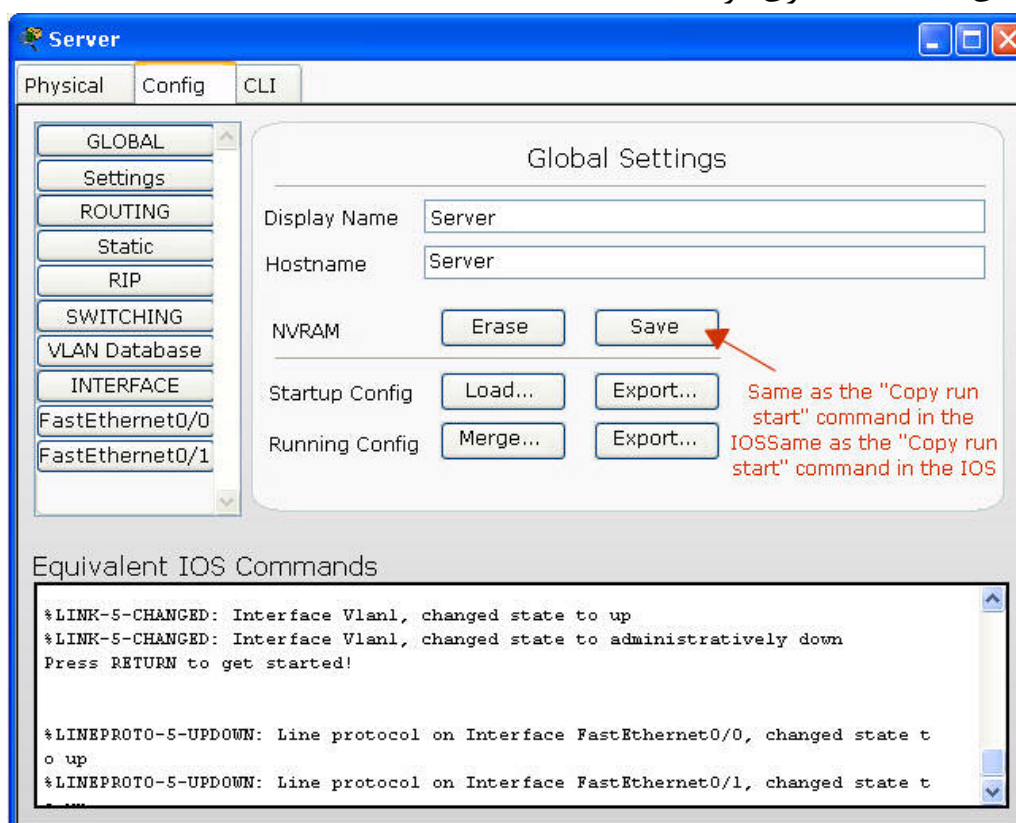 Server
Physical Config CLI
GLOBAL
Settings
ROUTING
Static
RIP
SWITCHING
VLAN Database
INTERFACE
FastEthernet0/0
FastEthernet0/1
Global Settings
Display Name Server
Hostname Server
NVRAM Erase Save
Startup Config Load... Export...
Running Config Merge... Export...
Same as the "Copy run
start" command in the
IOSSame as the "Copy run
start" command in the IOS
Equivalent IOS Commands
%LINK-5-CHANGED: Interface Vlan1, changed state to up
%LINK-5-CHANGED: Interface Vlan1, changed state to administratively down
Press RETURN to get started!
%LINEPROTO-5-UPDOWN: Line protocol on Interface FastEthernet0/0, changed state t
o up
%LINEPROTO-5-UPDOWN: Line protocol on Interface FastEthernet0/1, changed state t